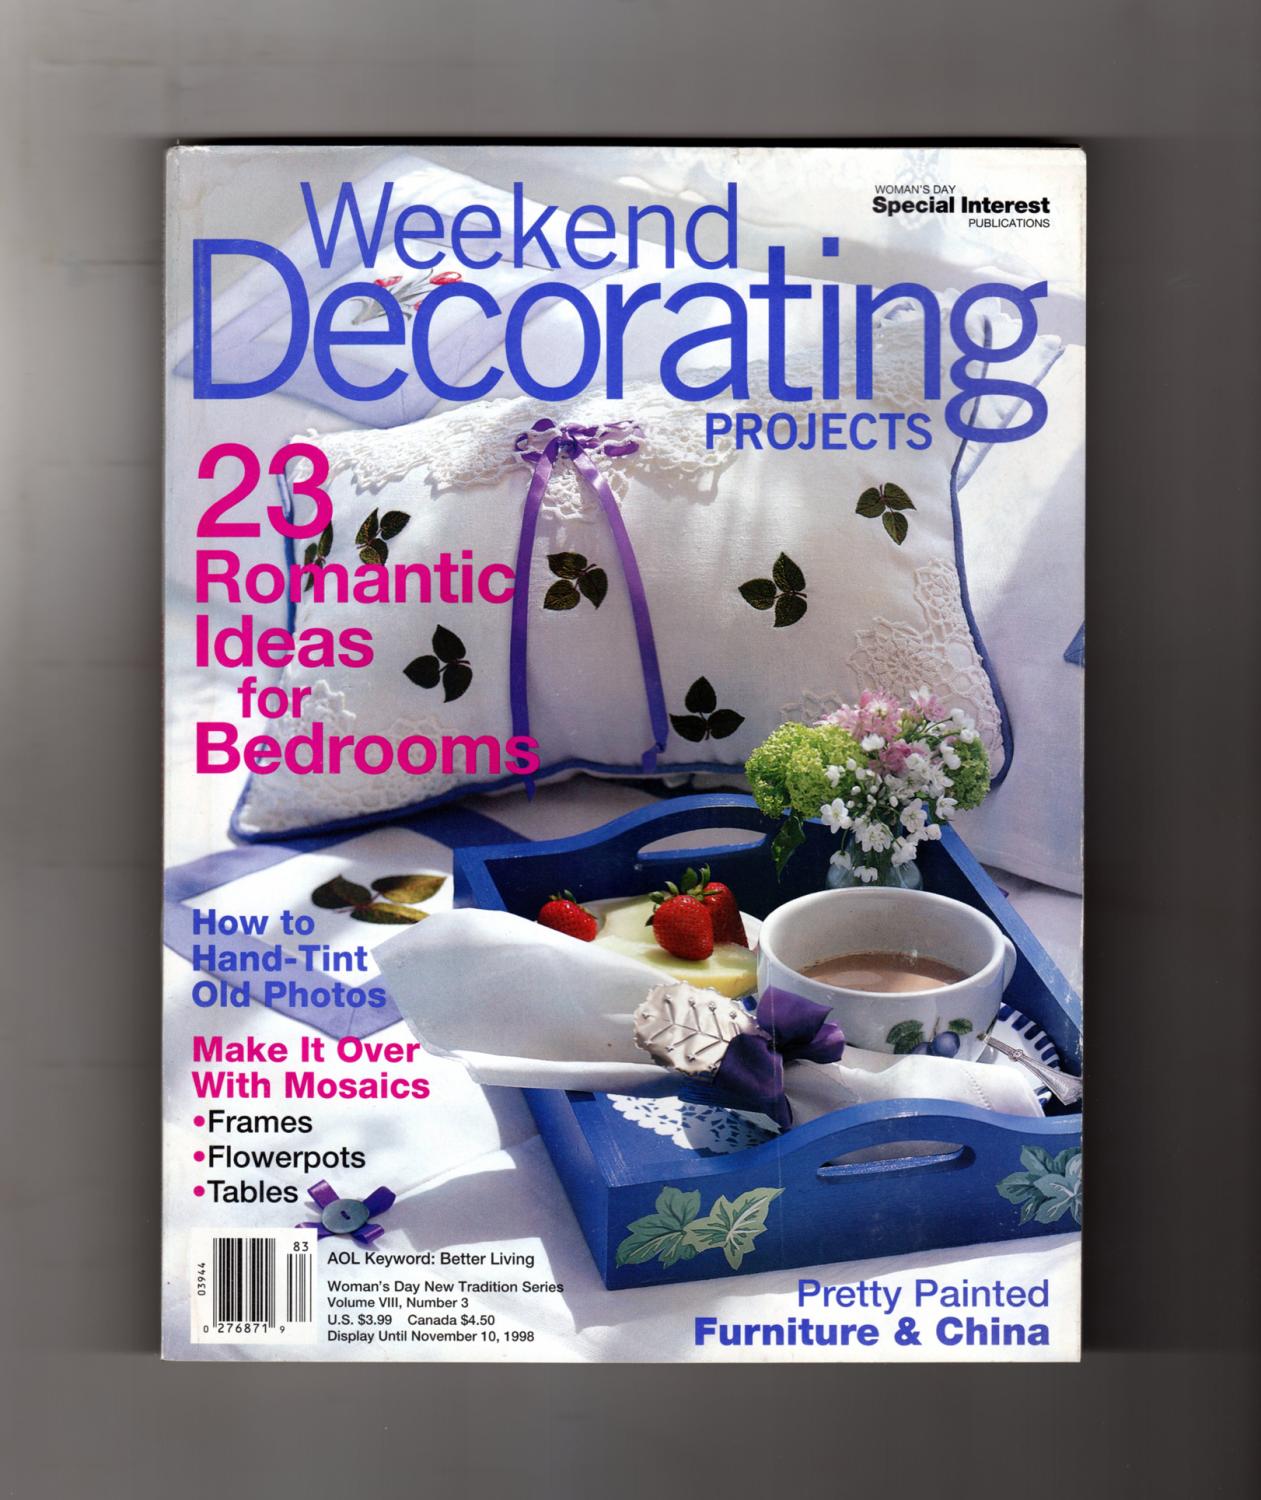 Weekend
Decorating
PROJECTS
WOMAN'S DAY
Special Interest
PUBLICATIONS
23
Romantic
Ideas
for
Bedrooms
How to
Hand-Tint
Old Photos
Make It Over
With Mosaics
•Frames
•Flowerpots
•Tables
83
03944
0 276871 9
AOL Keyword: Better Living
Woman's Day New Tradition Series
Volume VIII, Number 3
U.S. $3.99 Canada $4.50
Display Until November 10, 1998
Pretty Painted
Furniture & China